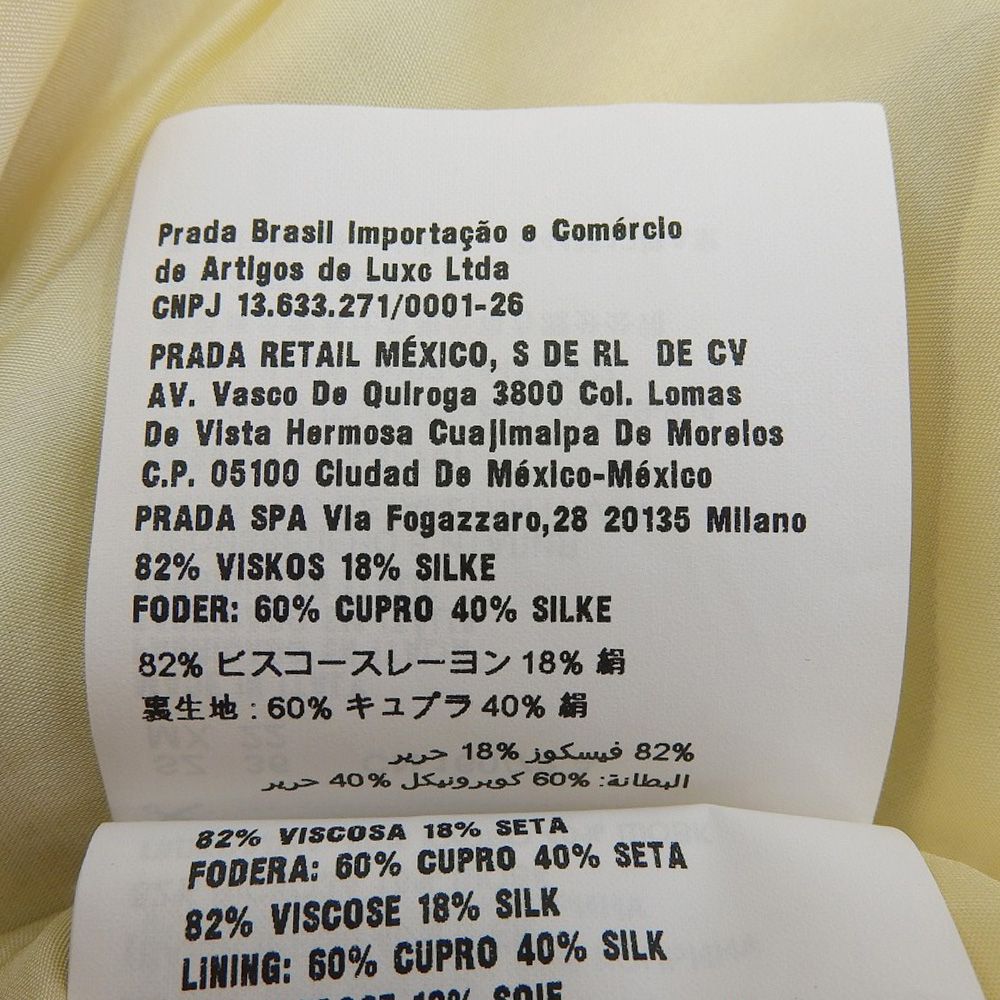 Prada Brasil Importação e Comércio
de Artigos de Luxo Ltda
CNPJ 13.633.271/0001-26
PRADA RETAIL MÉXICO, S DE RL DE CV
AV. Vasco De Quiroga 3800 Col. Lomas
De Vista Hermosa Cuajimalpa De Morelos
C.P. 05100 Ciudad De México-México
PRADA SPA Via Fogazzaro,28 20135 Milano
82% VISKOS 18% SILKE
FODER: 60% CUPRO 40% SILKE
82% ビスコースレーヨン 18% 絹
裏生地 : 60% キュプラ 40% 絹
82% فيسكوز 18% حرير
البطانة: 60% كوبرونيكل 40% حرير
82% VISCOSA 18% SETA
FODERA: 60% CUPRO 40% SETA
82% VISCOSE 18% SILK
LINING: 60% CUPRO 40% SILK
18% SOIE